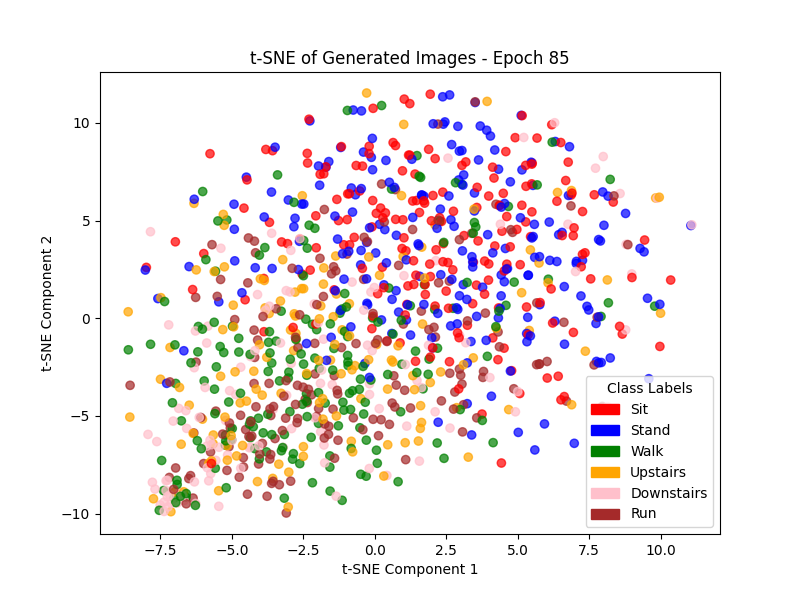 t-SNE of Generated Images - Epoch 85
t-SNE Component 2
10
5
0
−5
−10
Class Labels
Sit
Stand
Walk
Upstairs
Downstairs
Run
−7.5 −5.0 −2.5 0.0 2.5 5.0 7.5 10.0
t-SNE Component 1